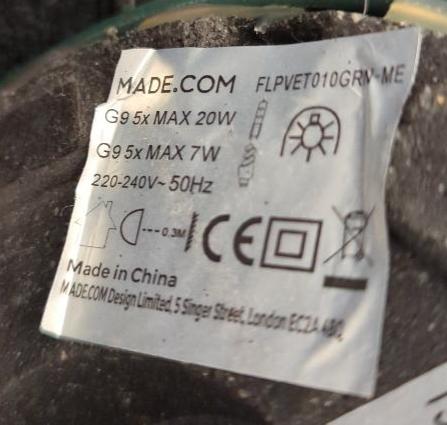 MADE.COM FLPVET010GRN-ME
G9 5x MAX 20W
G9 5x MAX 7W
220-240V~ 50Hz
0.3M CE
Made in China
MADE.COM Design Limited, 5 Singer Street, London EC2A 4BQ